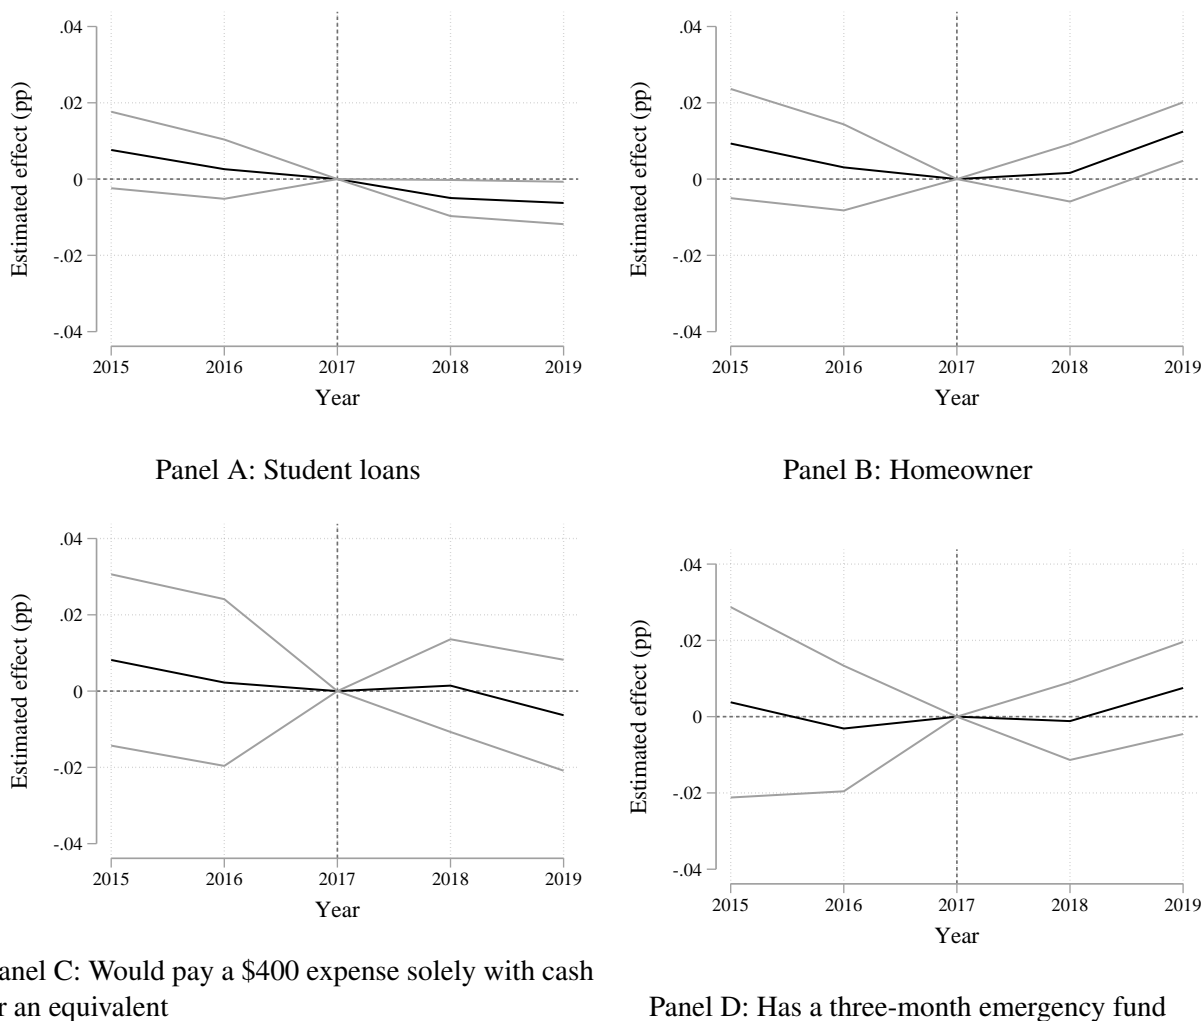 .04
.02
0
-.02
-.04
Estimated effect (pp)
2015 2016 2017 2018 2019
Year
Panel A: Student loans
.04
.02
0
-.02
-.04
Estimated effect (pp)
2015 2016 2017 2018 2019
Year
Panel B: Homeowner
.04
.02
0
-.02
-.04
Estimated effect (pp)
2015 2016 2017 2018 2019
Year
anel C: Would pay a $400 expense solely with cash
r an equivalent
.04
.02
0
-.02
-.04
Estimated effect (pp)
2015 2016 2017 2018 2019
Year
Panel D: Has a three-month emergency fund